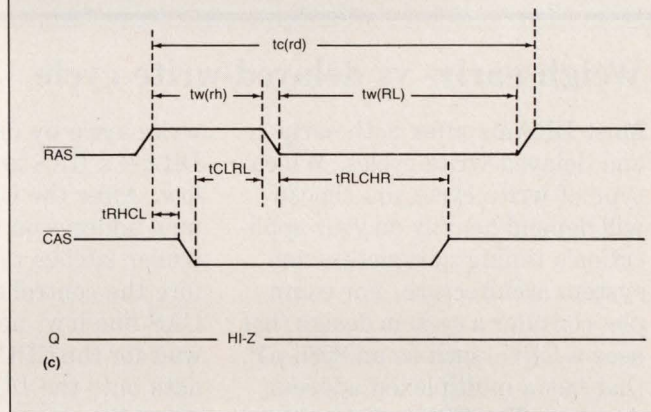 tc(rd)
tw(rh)
tw(RL)
RAS
tCLRL
tRLCHR
tRHCL
CAS
Q
HI-Z
(c)